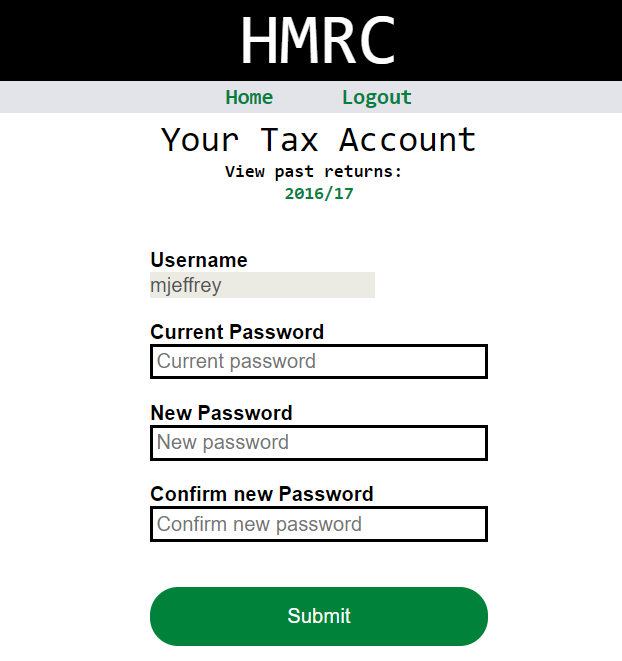 HMRC
Home Logout
Your Tax Account
View past returns:
2016/17
Username
mjeffrey
Current Password
Current password
New Password
New password
Confirm new Password
Confirm new password
Submit